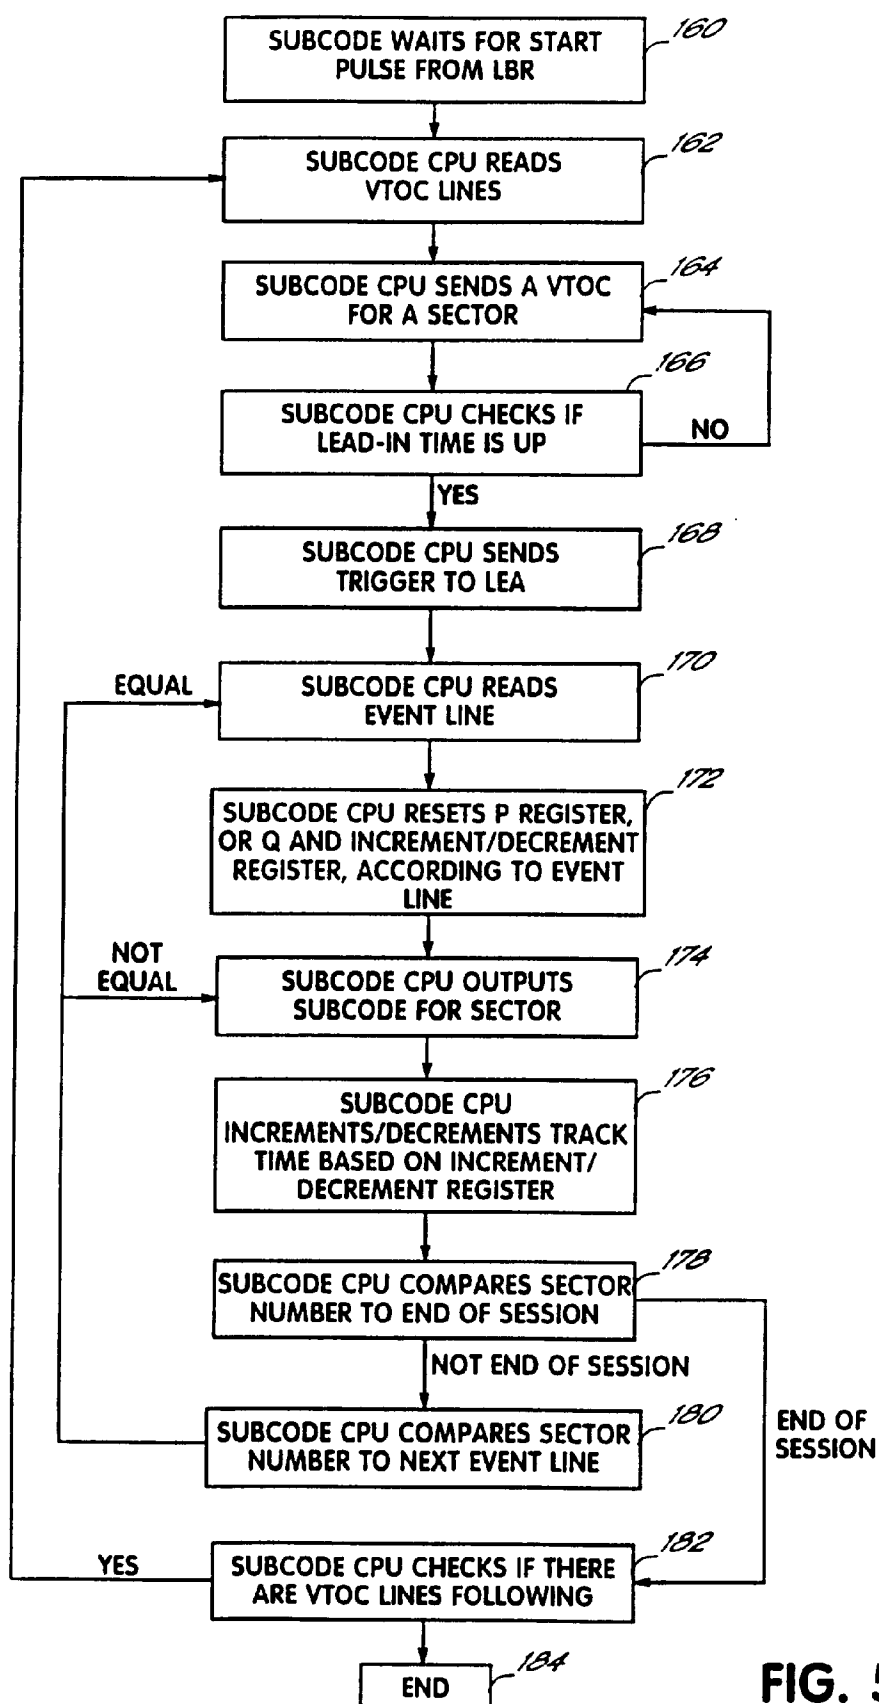 160
SUBCODE WAITS FOR START
PULSE FROM LBR
162
SUBCODE CPU READS
VTOC LINES
164
SUBCODE CPU SENDS A VTOC
FOR A SECTOR
166
SUBCODE CPU CHECKS IF
LEAD-IN TIME IS UP
NO
YES
168
SUBCODE CPU SENDS
TRIGGER TO LEA
170
EQUAL
SUBCODE CPU READS
EVENT LINE
172
SUBCODE CPU RESETS P REGISTER,
OR Q AND INCREMENT/DECREMENT
REGISTER, ACCORDING TO EVENT
LINE
174
NOT
EQUAL
SUBCODE CPU OUTPUTS
SUBCODE FOR SECTOR
176
SUBCODE CPU
INCREMENTS/DECREMENTS TRACK
TIME BASED ON INCREMENT/
DECREMENT REGISTER
178
SUBCODE CPU COMPARES SECTOR
NUMBER TO END OF SESSION
NOT END OF SESSION
180
SUBCODE CPU COMPARES SECTOR
NUMBER TO NEXT EVENT LINE
END OF
SESSION
182
YES
SUBCODE CPU CHECKS IF THERE
ARE VTOC LINES FOLLOWING
184
END
FIG. 5